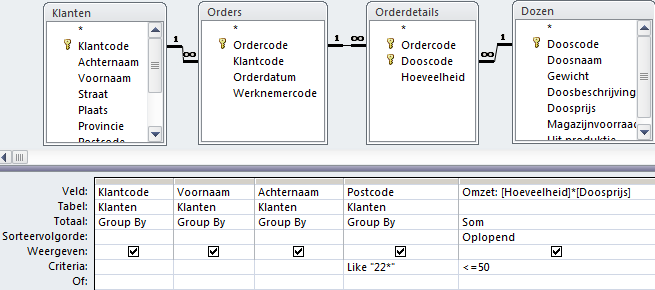 Klanten
*
Klantcode
Achternaam
Voornaam
Straat
Plaats
Provincie
Postcode
1
∞
Orders
*
Ordercode
Klantcode
Orderdatum
Werknemercode
1
∞
Orderdetails
*
Ordercode
Dooscode
Hoeveelheid
∞
1
Dozen
*
Dooscode
Doosnaam
Gewicht
Doosbeschrijving
Doosprijs
Magazijnvoorraad
Uit produktie
Veld: Klantcode Voornaam Achternaam Postcode Omzet: [Hoeveelheid]*[Doosprijs]
Tabel: Klanten Klanten Klanten Klanten
Totaal: Group By Group By Group By Group By Som
Sorteervolgorde: Oplopend
Weergeven:
Criteria: Like "22*" <=50
Of: